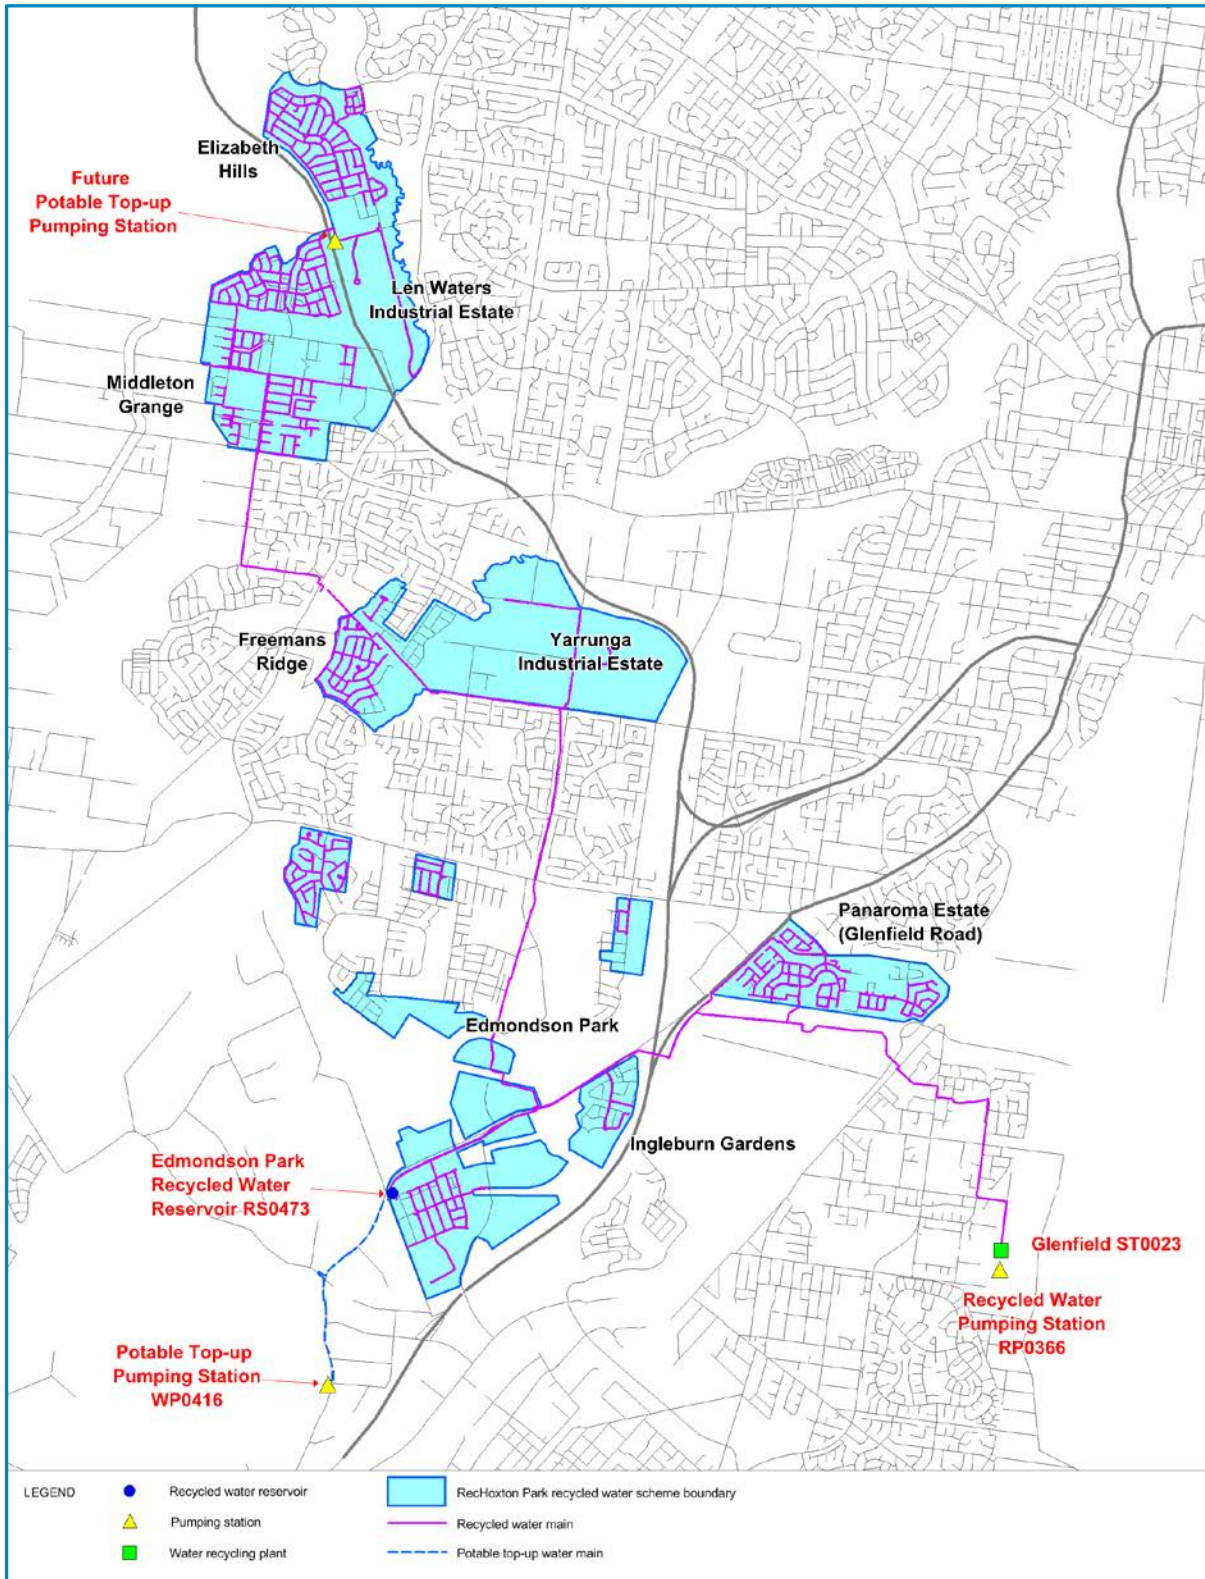 Elizabeth
Hills
Future
Potable Top-up
Pumping Station
Len Waters
Industrial Estate
Middleton
Grange
Freemans
Ridge
Yarrunga
Industrial Estate
Panaroma Estate
(Glenfield Road)
Edmondson Park
Ingleburn Gardens
Edmondson Park
Recycled Water
Reservoir RS0473
Glenfield ST0023
Recycled Water
Pumping Station
RP0366
Potable Top-up
Pumping Station
WP0416
LEGEND
Recycled water reservoir
Pumping station
Water recycling plant
RecHoxton Park recycled water scheme boundary
Recycled water main
Potable top-up water main